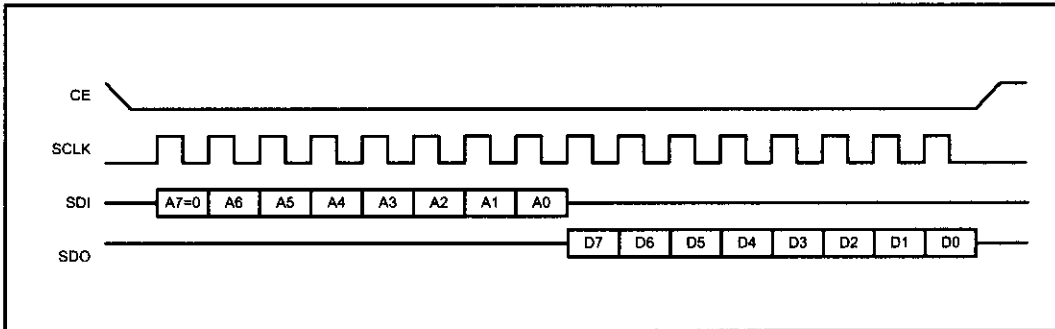 CE
SCLK
SDI A7=0 A6 A5 A4 A3 A2 A1 A0
SDO D7 D6 D5 D4 D3 D2 D1 D0